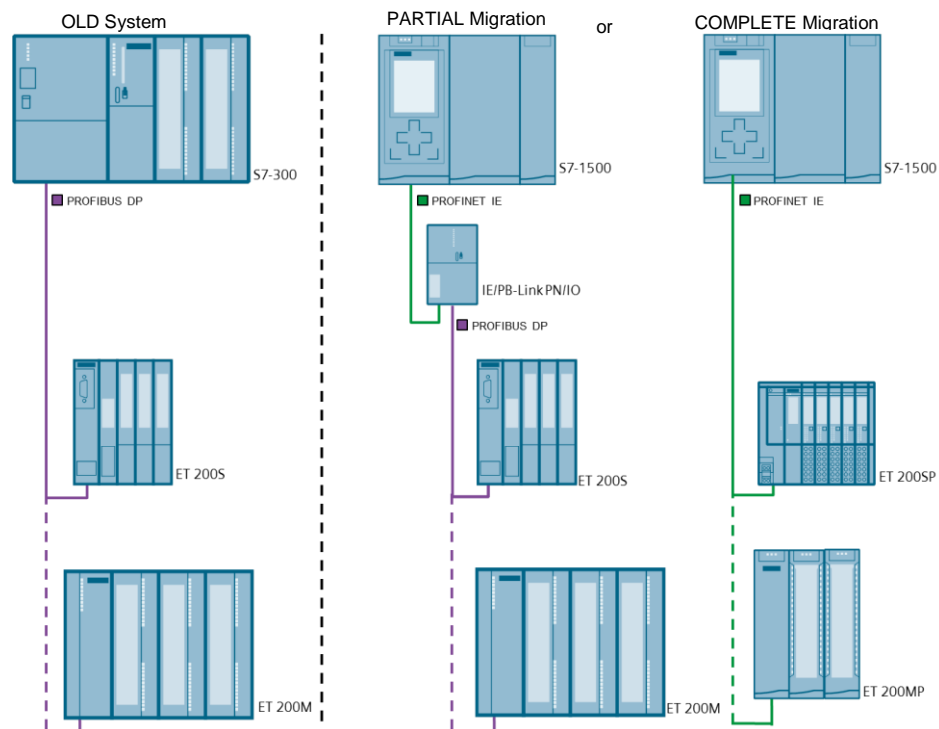 OLD System
S7-300
PROFIBUS DP
ET 200S
ET 200M
PARTIAL Migration
or
S7-1500
PROFINET IE
IE/PB-Link PN/IO
PROFIBUS DP
ET 200S
ET 200M
COMPLETE Migration
S7-1500
PROFINET IE
ET 200SP
ET 200MP